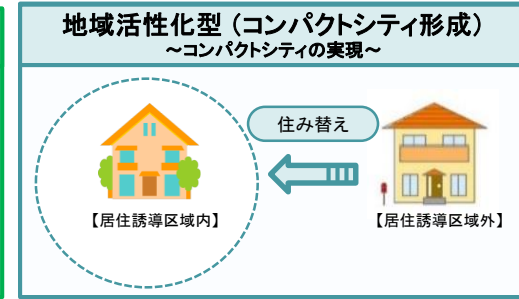 地域活性化型（コンパクトシティ形成）
～コンパクトシティの実現～
住み替え
【居住誘導区域内】
【居住誘導区域外】